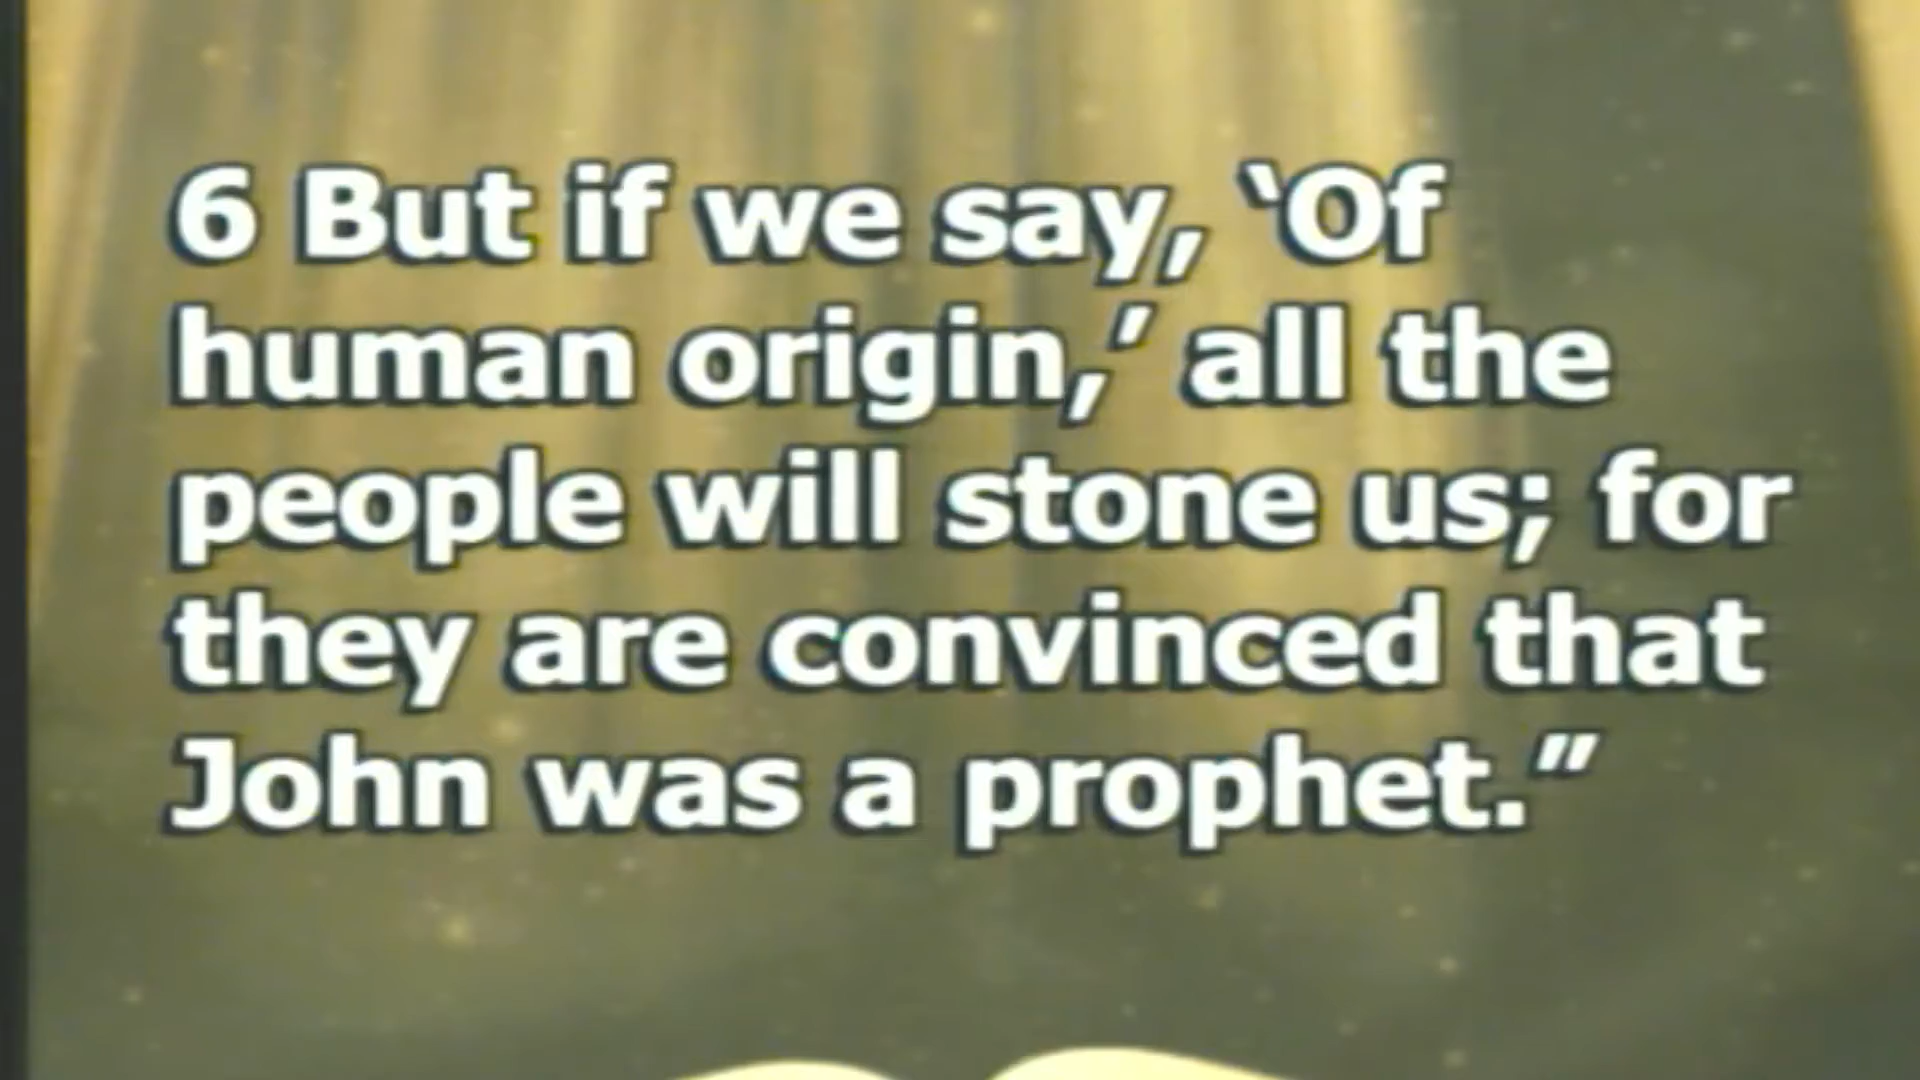 6 But if we say, ‘Of
human origin,’ all the
people will stone us; for
they are convinced that
John was a prophet.”